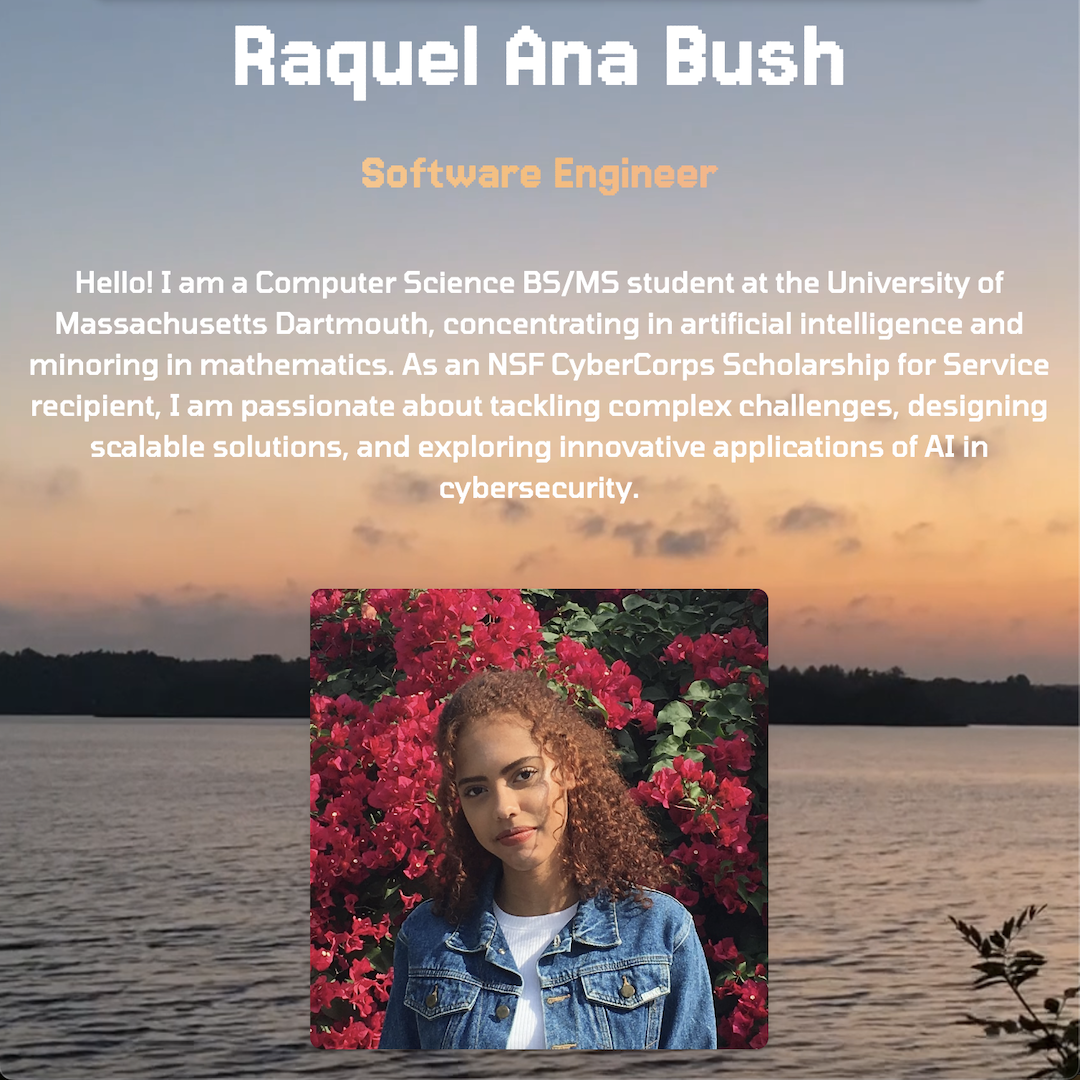 Raquel Ana Bush
Software Engineer
Hello! I am a Computer Science BS/MS student at the University of
Massachusetts Dartmouth, concentrating in artificial intelligence and
minoring in mathematics. As an NSF CyberCorps Scholarship for Service
recipient, I am passionate about tackling complex challenges, designing
scalable solutions, and exploring innovative applications of AI in
cybersecurity.